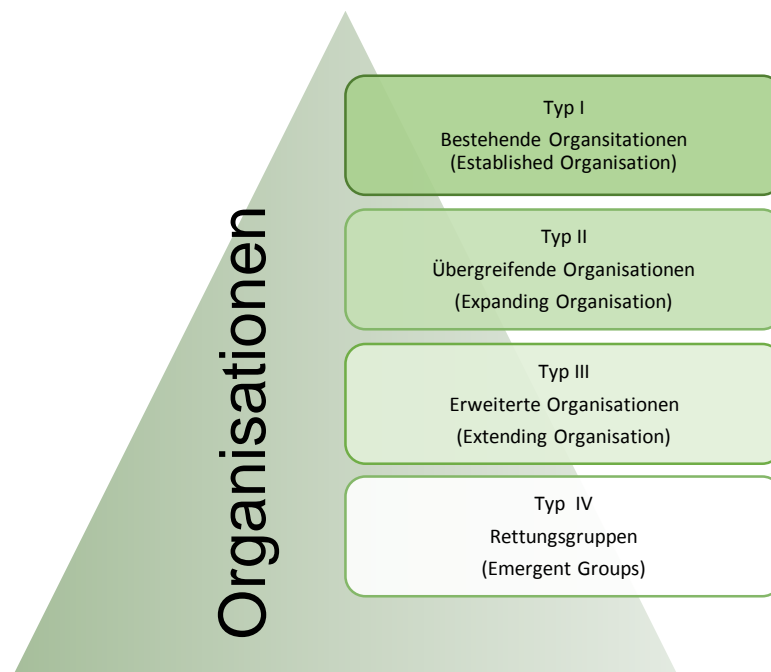 Organisationen
Typ I
Bestehende Organsitationen
(Established Organisation)
Typ II
Übergreifende Organisationen
(Expanding Organisation)
Typ III
Erweiterte Organisationen
(Extending Organisation)
Typ IV
Rettungsgruppen
(Emergent Groups)